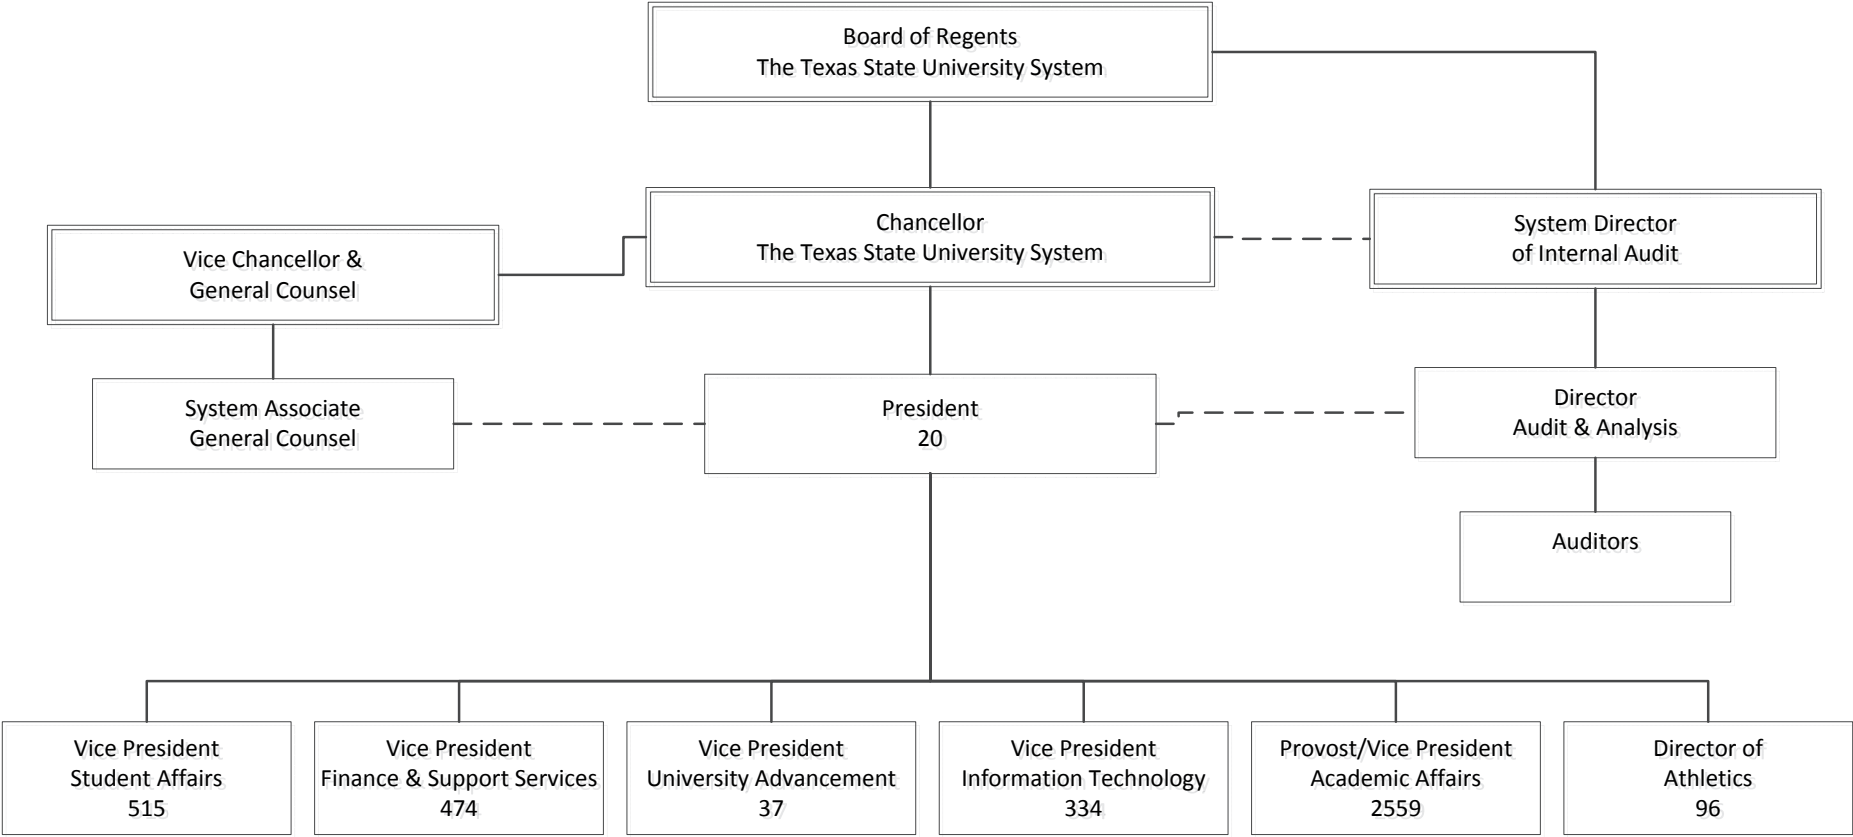 Board of Regents
The Texas State University System
Chancellor
The Texas State University System
System Director
of Internal Audit
Vice Chancellor &
General Counsel
System Associate
General Counsel
President
20
Director
Audit & Analysis
Auditors
Vice President
Student Affairs
515
Vice President
Finance & Support Services
474
Vice President
University Advancement
37
Vice President
Information Technology
334
Provost/Vice President
Academic Affairs
2559
Director of
Athletics
96